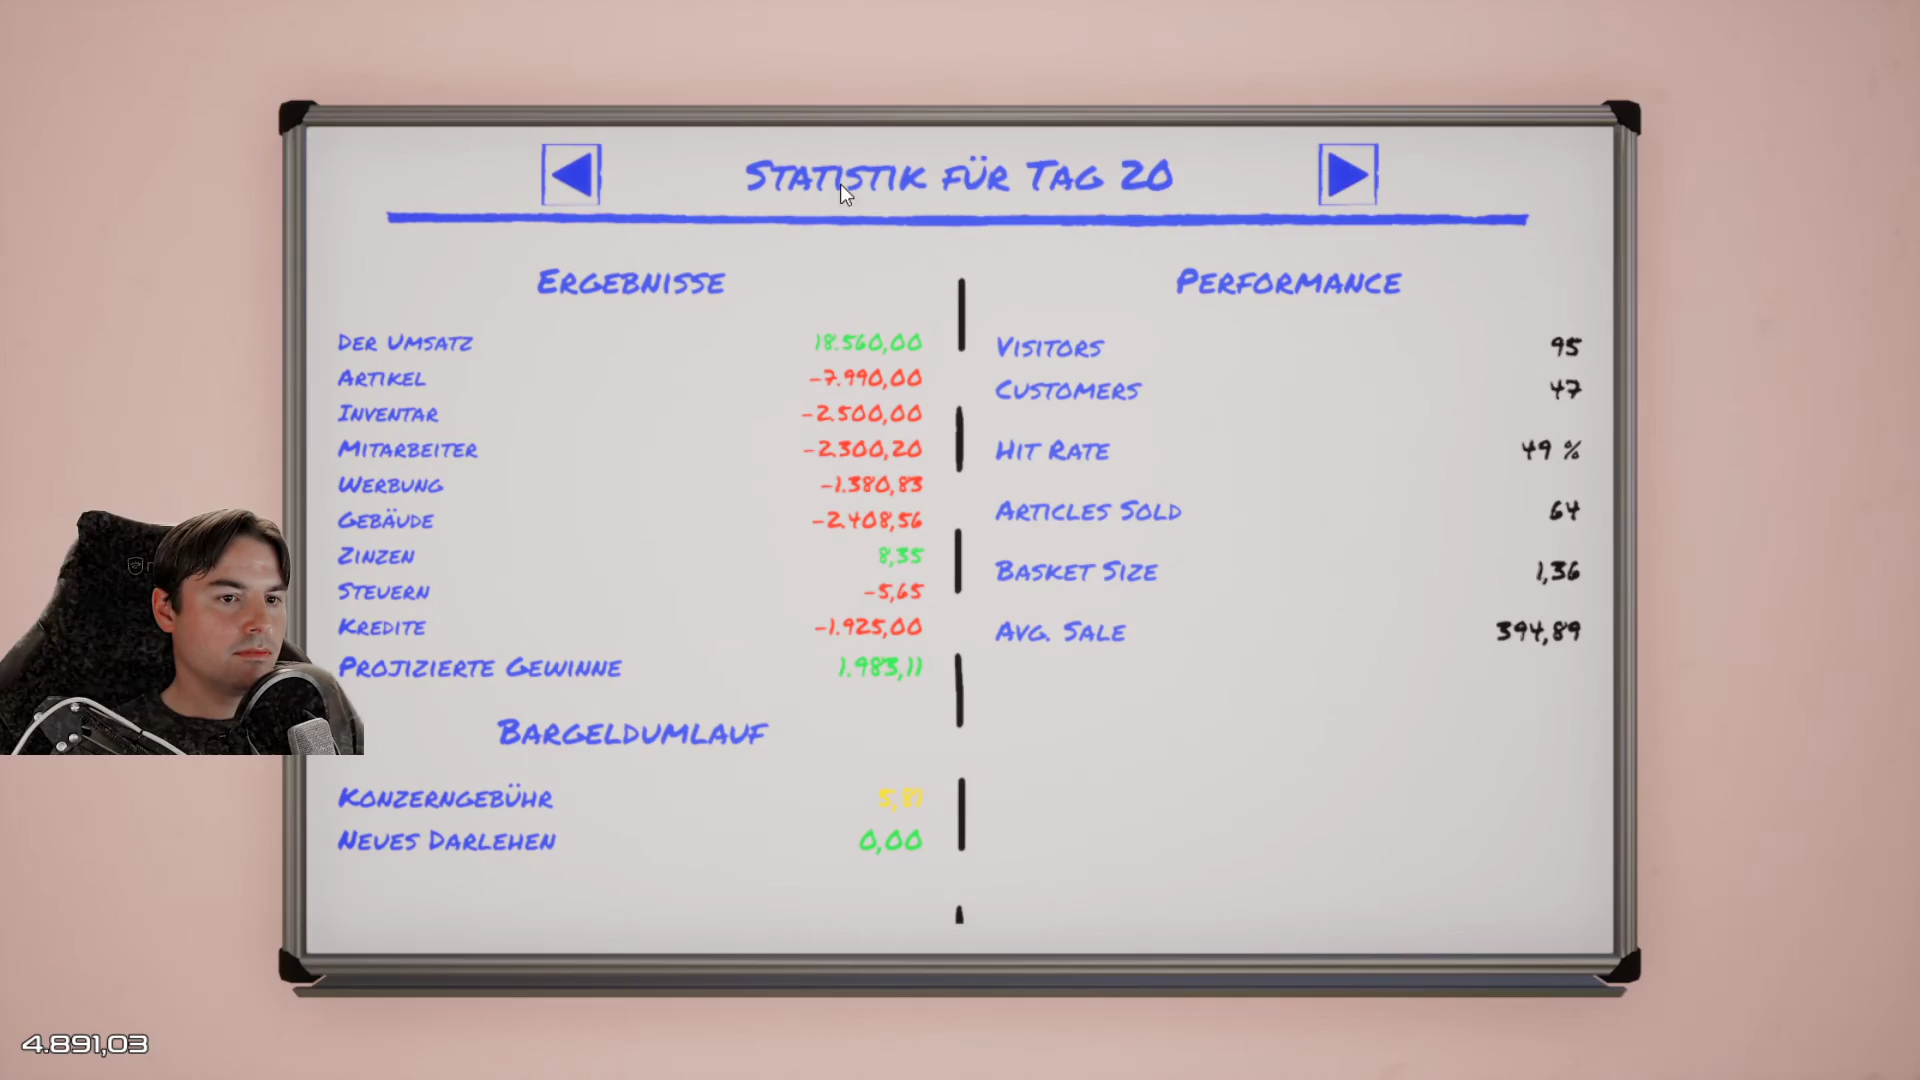 Statistik für Tag 20
Ergebnisse
Der Umsatz 18.560,00
Artikel -7.990,00
Inventar -2.500,00
Mitarbeiter -2.300,20
Werbung -1.380,83
Gebäude -2.408,56
Zinzen 8,35
Steuern -5,65
Kredite -1.925,00
Projizierte Gewinne 1.983,11
Bargeldumlauf
Konzerngebühr 5,81
Neues Darlehen 0,00
Performance
Visitors 95
Customers 47
Hit Rate 49 %
Articles Sold 64
Basket Size 1,36
Avg. Sale 394,89
4.891,03